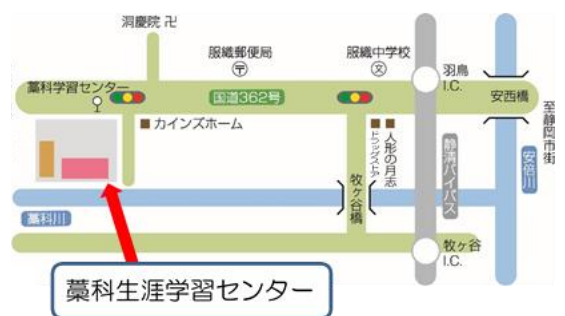 洞慶院 卍
服織郵便局
〒
服織中学校
文
羽鳥
I.C.
藁科学習センター
国道362号
安西橋
至静岡市街
カインズホーム
ドラッグストア
人形の月志
静清バイパス
安倍川
牧ヶ谷橋
藁科川
牧ヶ谷
I.C.
藁科生涯学習センター